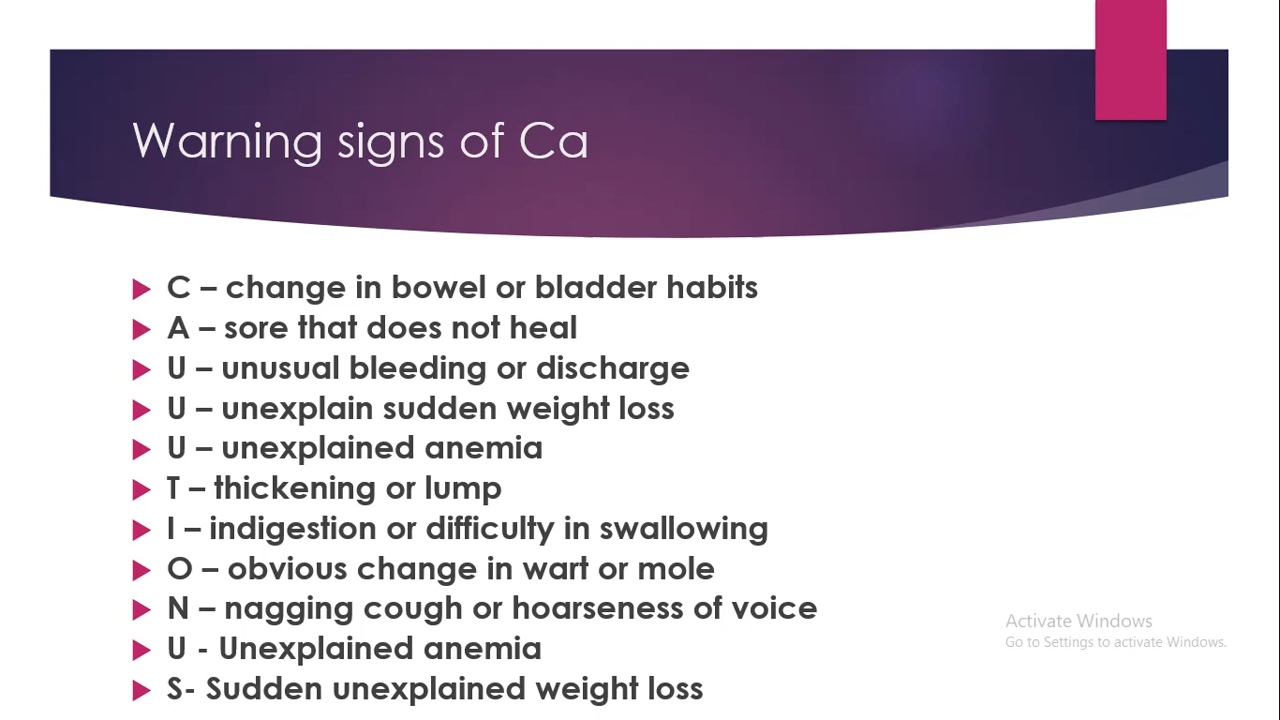 Warning signs of Ca
C – change in bowel or bladder habits
A – sore that does not heal
U – unusual bleeding or discharge
U – unexplain sudden weight loss
U – unexplained anemia
T – thickening or lump
I – indigestion or difficulty in swallowing
O – obvious change in wart or mole
N – nagging cough or hoarseness of voice
U - Unexplained anemia
S- Sudden unexplained weight loss
Activate Windows
Go to Settings to activate Windows.